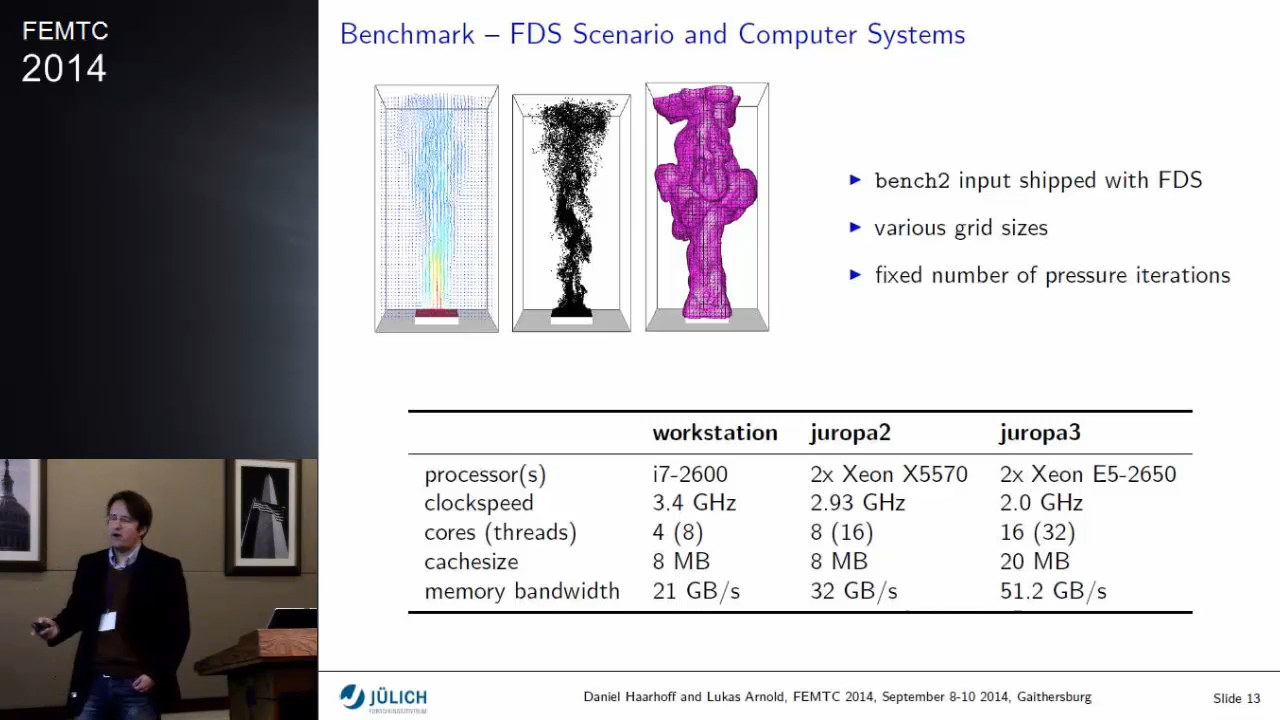 FEMTC
2014
Benchmark – FDS Scenario and Computer Systems
▶ bench2 input shipped with FDS
▶ various grid sizes
▶ fixed number of pressure iterations
workstation juropa2 juropa3
processor(s) i7-2600 2x Xeon X5570 2x Xeon E5-2650
clockspeed 3.4 GHz 2.93 GHz 2.0 GHz
cores (threads) 4 (8) 8 (16) 16 (32)
cachesize 8 MB 8 MB 20 MB
memory bandwidth 21 GB/s 32 GB/s 51.2 GB/s
JÜLICH
FORSCHUNGSZENTRUM
Daniel Haarhoff and Lukas Arnold, FEMTC 2014, September 8-10 2014, Gaithersburg
Slide 13